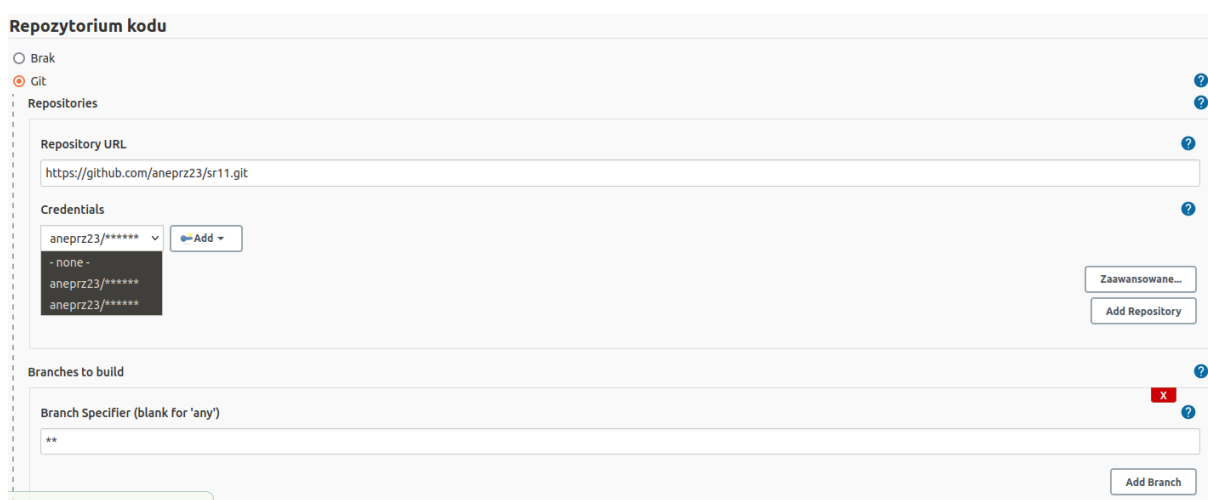 Repozytorium kodu
Brak
Git
Repositories
Repository URL
https://github.com/aneprz23/sr11.git
Credentials
aneprz23/****** Add
- none -
aneprz23/******
aneprz23/******
Zaawansowane...
Add Repository
Branches to build
X
Branch Specifier (blank for 'any')
**
Add Branch